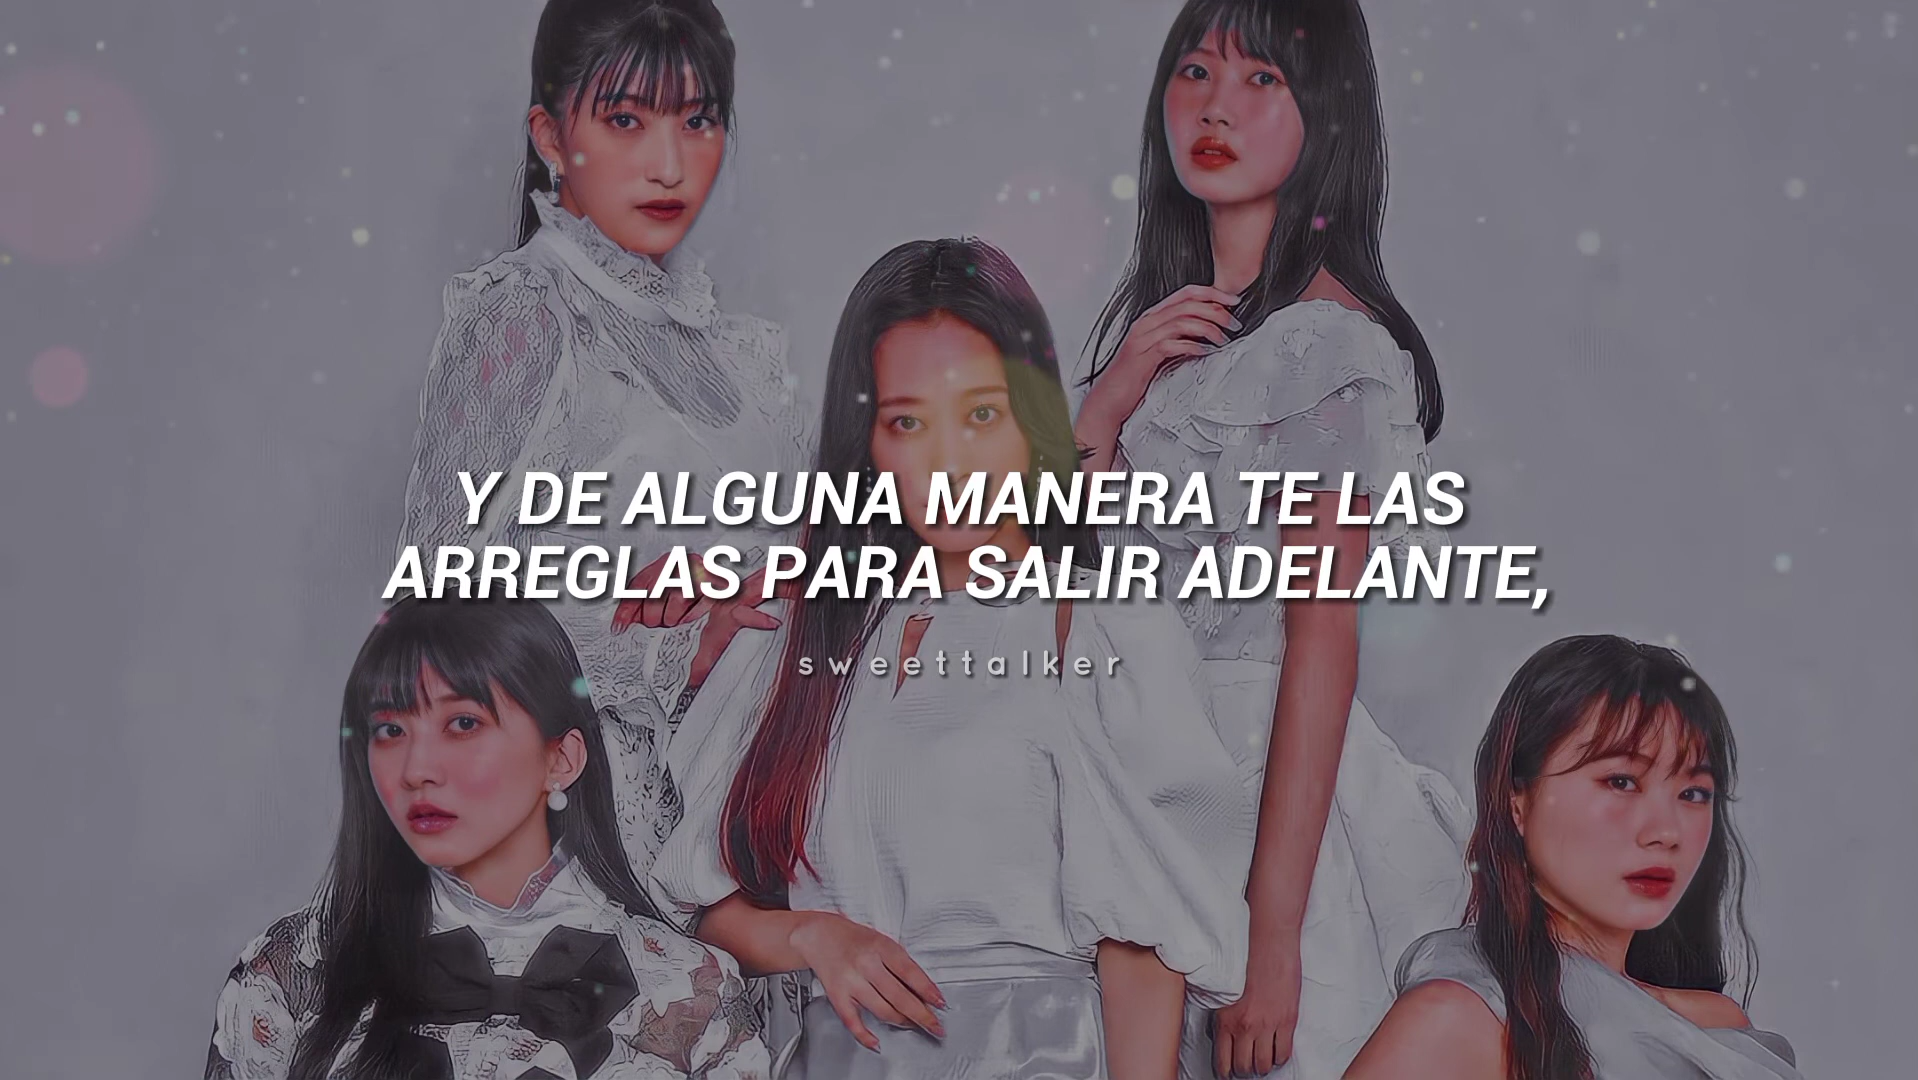 Y DE ALGUNA MANERA TE LAS
ARREGLAS PARA SALIR ADELANTE,
sweettalker